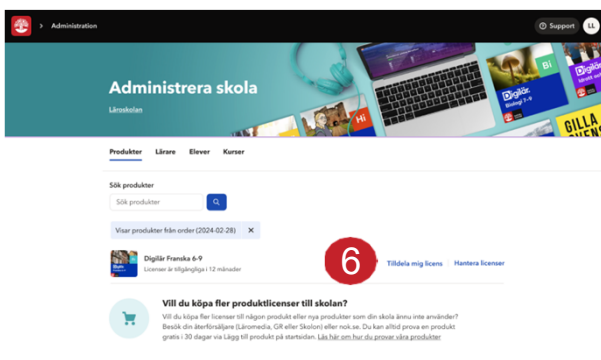 Administration
Support
LL
Administrera skola
Läroskolan
Bi
Digilär.
Biologi 7-9
Digilär.
Hi
GILLA
Produkter Lärare Elever Kurser
Sök produkter
Sök produkter
Visar produkter från order (2024-02-28) X
Digilär Franska 6-9
Licenser är tillgängliga i 12 månader
6
Tilldela mig licens Hantera licenser
Vill du köpa fler produktlicenser till skolan?
Vill du köpa fler licenser till någon produkt eller nya produkter som din skola ännu inte använder?
Besök din återförsäljare (Läromedia, GR eller Skolon) eller nok.se. Du kan alltid prova en produkt
gratis i 30 dagar via Lägg till produkt på startsidan. Läs här om hur du provar våra produkter